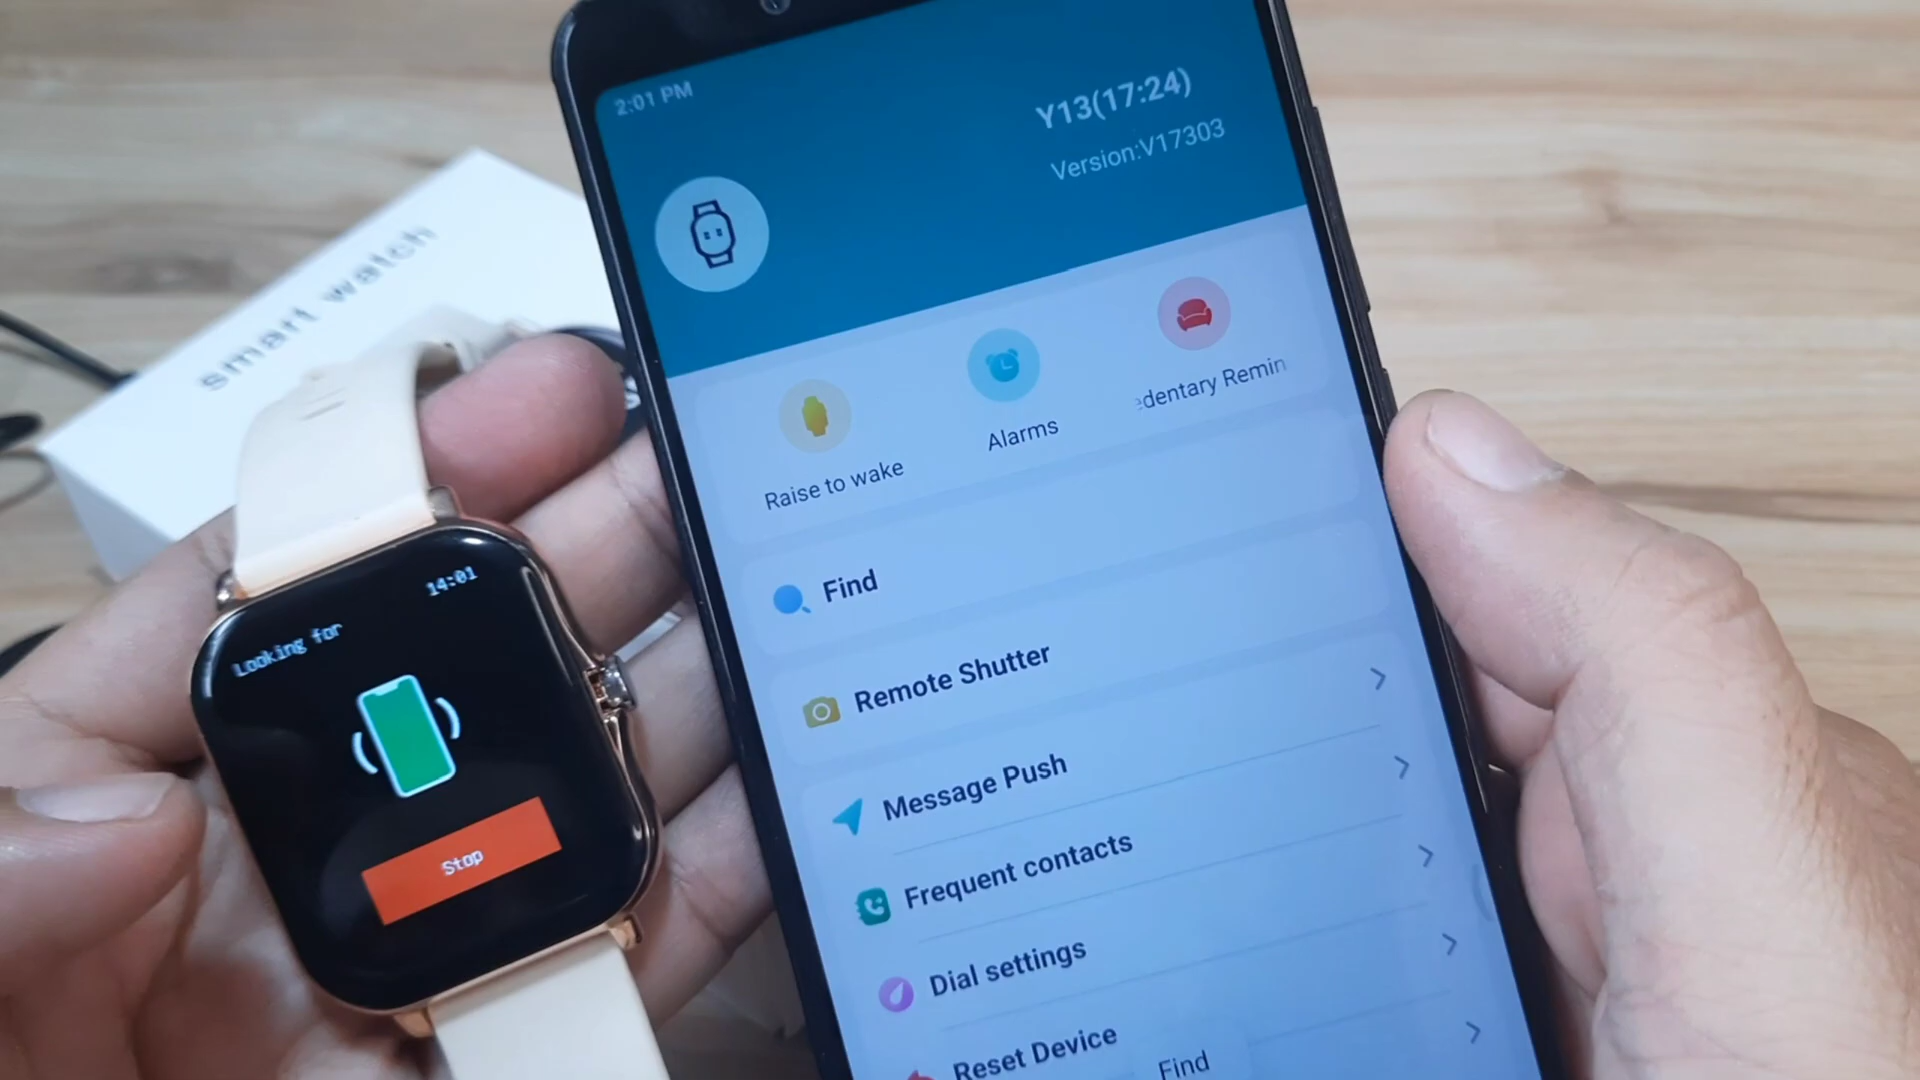 2:01 PM
Y13(17:24)
Version:V17303
smart watch
Raise to wake
Alarms
edentary Remin
Find
Remote Shutter
Message Push
Frequent contacts
Dial settings
Reset Device
Find
14:01
Looking for
Stop